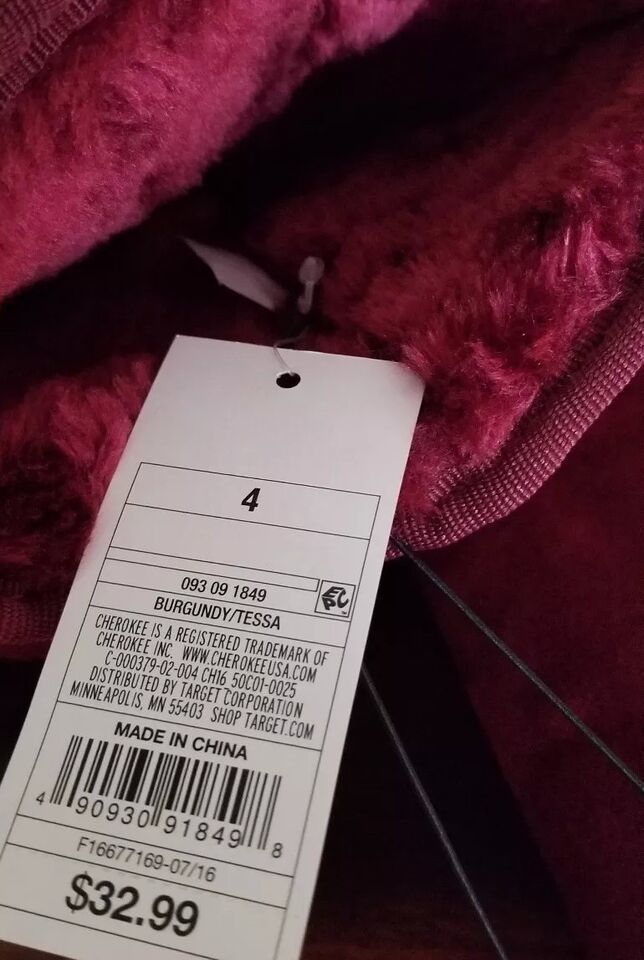 4
093 09 1849
EPC
BURGUNDY/TESSA
CHEROKEE IS A REGISTERED TRADEMARK OF
CHEROKEE INC. WWW.CHEROKEEUSA.COM
C-000379-02-004 CH16 50C01-0025
DISTRIBUTED BY TARGET CORPORATION
MINNEAPOLIS, MN 55403 SHOP TARGET.COM
MADE IN CHINA
4 90930 91849 8
F16677169-07/16
$32.99